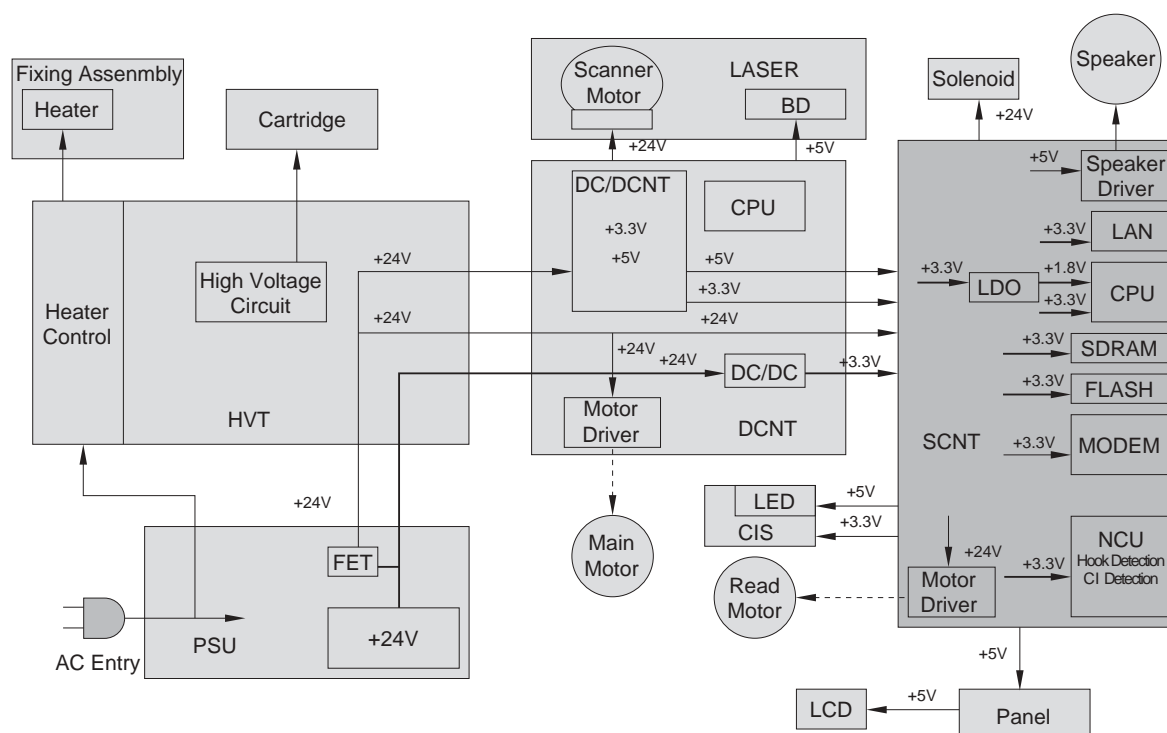 Fixing Assenmbly
Heater
Cartridge
Scanner
Motor
LASER
BD
Solenoid
Speaker
+24V
+5V
+24V
DC/DCNT
+3.3V
+5V
CPU
+5V
Speaker
Driver
+3.3V
LAN
Heater
Control
High Voltage
Circuit
HVT
+24V
+5V
+3.3V
+3.3V
LDO
+1.8V
+3.3V
CPU
+24V
+24V
+24V
+24V
DC/DC
+3.3V
+3.3V
SDRAM
+3.3V
FLASH
Motor
Driver
DCNT
SCNT
+3.3V
MODEM
+24V
FET
+24V
PSU
AC Entry
Main
Motor
LED
CIS
+5V
+3.3V
Read
Motor
+24V
Motor
Driver
+3.3V
NCU
Hook Detection
CI Detection
+5V
LCD
+5V
Panel